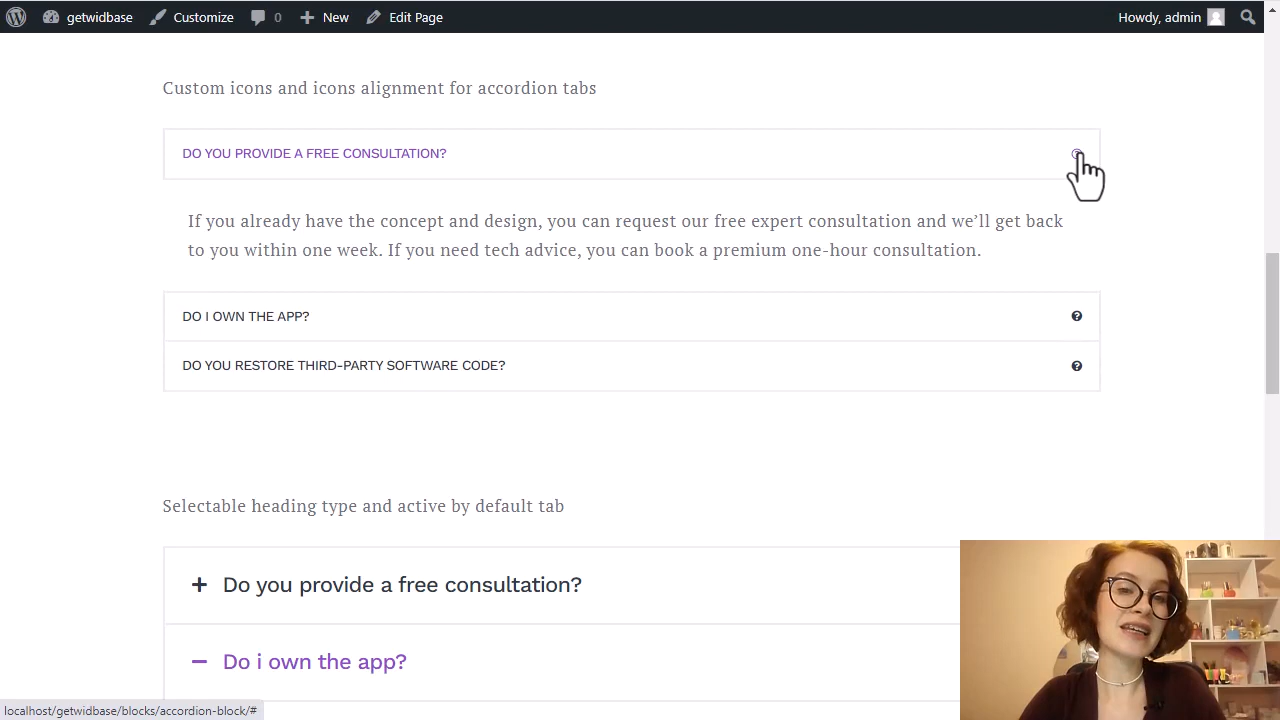 getwidbase Customize 0 New Edit Page Howdy, admin
Custom icons and icons alignment for accordion tabs
DO YOU PROVIDE A FREE CONSULTATION?
If you already have the concept and design, you can request our free expert consultation and we’ll get back
to you within one week. If you need tech advice, you can book a premium one-hour consultation.
DO I OWN THE APP?
DO YOU RESTORE THIRD-PARTY SOFTWARE CODE?
Selectable heading type and active by default tab
Do you provide a free consultation?
Do i own the app?
localhost/getwidbase/blocks/accordion-block/#